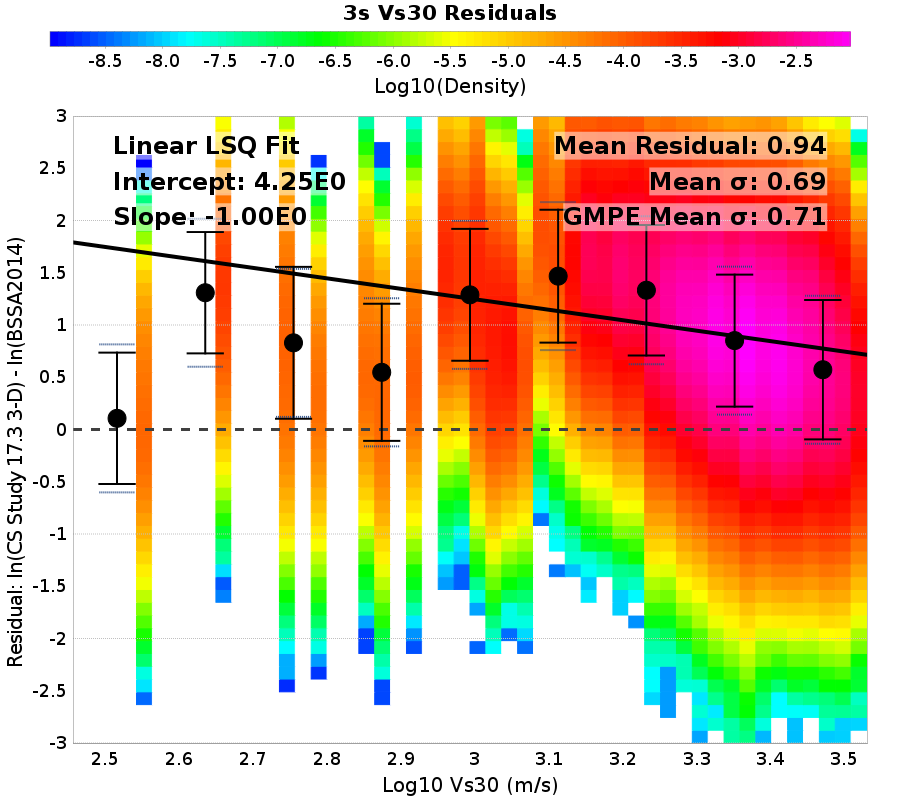 3s Vs30 Residuals
-8.5 -8.0 -7.5 -7.0 -6.5 -6.0 -5.5 -5.0 -4.5 -4.0 -3.5 -3.0 -2.5
Log10(Density)
Linear LSQ Fit
Intercept: 4.25E0
Slope: -1.00E0
Mean Residual: 0.94
Mean σ: 0.69
GMPE Mean σ: 0.71
Residual: ln(CS Study 17.3 3-D) - ln(BSSA2014)
3
2.5
2
1.5
1
0.5
0
-0.5
-1
-1.5
-2
-2.5
-3
2.5 2.6 2.7 2.8 2.9 3 3.1 3.2 3.3 3.4 3.5
Log10 Vs30 (m/s)